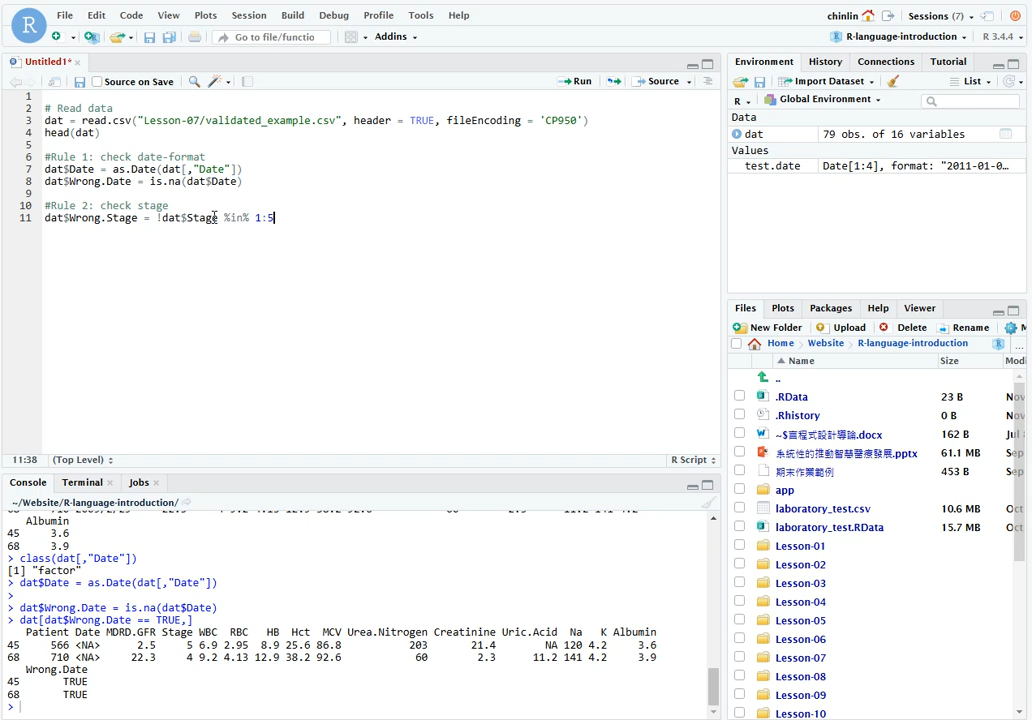 File Edit Code View Plots Session Build Debug Profile Tools Help
chinlin Sessions (7)
Go to file/functio Addins
R-language-introduction R 3.4.4
Untitled1*
Source on Save Run Source
1
2 # Read data
3 dat = read.csv("Lesson-07/validated_example.csv", header = TRUE, fileEncoding = 'CP950')
4 head(dat)
5
6 #Rule 1: check date-format
7 dat$Date = as.Date(dat[,"Date"])
8 dat$Wrong.Date = is.na(dat$Date)
9
10 #Rule 2: check stage
11 dat$Wrong.Stage = !dat$Stage %in% 1:5
11:38 (Top Level) R Script
Console Terminal Jobs
~/Website/R-language-introduction/
Albumin
45 3.6
68 3.9
> class(dat[,"Date"])
[1] "factor"
> dat$Date = as.Date(dat[,"Date"])
>
> dat$Wrong.Date = is.na(dat$Date)
> dat[dat$Wrong.Date == TRUE,]
Patient Date MDRD.GFR Stage WBC RBC HB Hct MCV Urea.Nitrogen Creatinine Uric.Acid Na K Albumin
45 566 <NA> 2.5 5 6.9 2.95 8.9 25.6 86.8 203 21.4 NA 120 4.2 3.6
68 710 <NA> 22.3 4 9.2 4.13 12.9 38.2 92.6 60 2.3 11.2 141 4.2 3.9
Wrong.Date
45 TRUE
68 TRUE
>
Environment History Connections Tutorial
Import Dataset List
R Global Environment
Data
dat 79 obs. of 16 variables
Values
test.date Date[1:4], format: "2011-01-0…
Files Plots Packages Help Viewer
New Folder Upload Delete Rename M
Home Website R-language-introduction R ...
Name Size Modi
..
.RData 23 B Nov
.Rhistory 0 B Nov
162 B Jul
系統性的推動智慧醫療發展.pptx 61.1 MB Sep
期末作業範例 453 B Sep
app
laboratory_test.csv 10.6 MB Oct
laboratory_test.RData 15.7 MB Oct
Lesson-01
Lesson-02
Lesson-03
Lesson-04
Lesson-05
Lesson-06
Lesson-07
Lesson-08
Lesson-09
Lesson-10